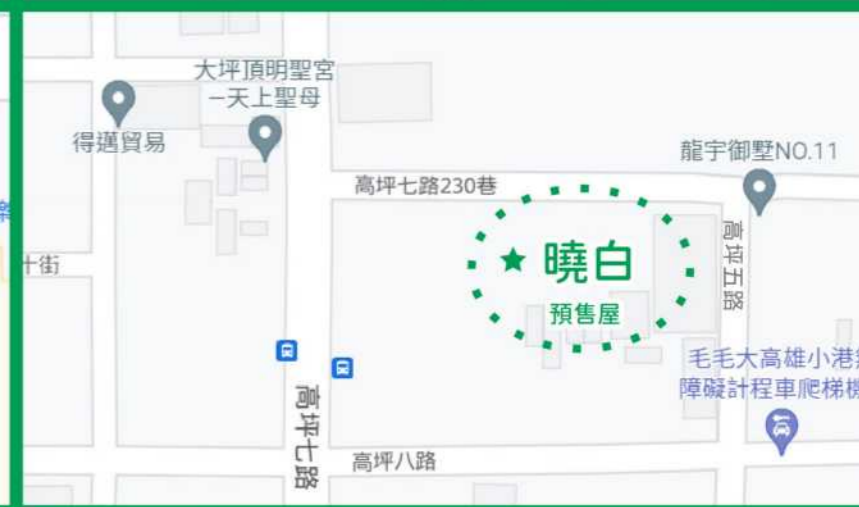 大坪頂明聖宮
—天上聖母
得邁貿易
龍宇御墅NO.11
高坪七路230巷
十街
曉白
預售屋
高坪五路
毛毛大高雄小港
障礙計程車爬梯機
高坪七路
高坪八路